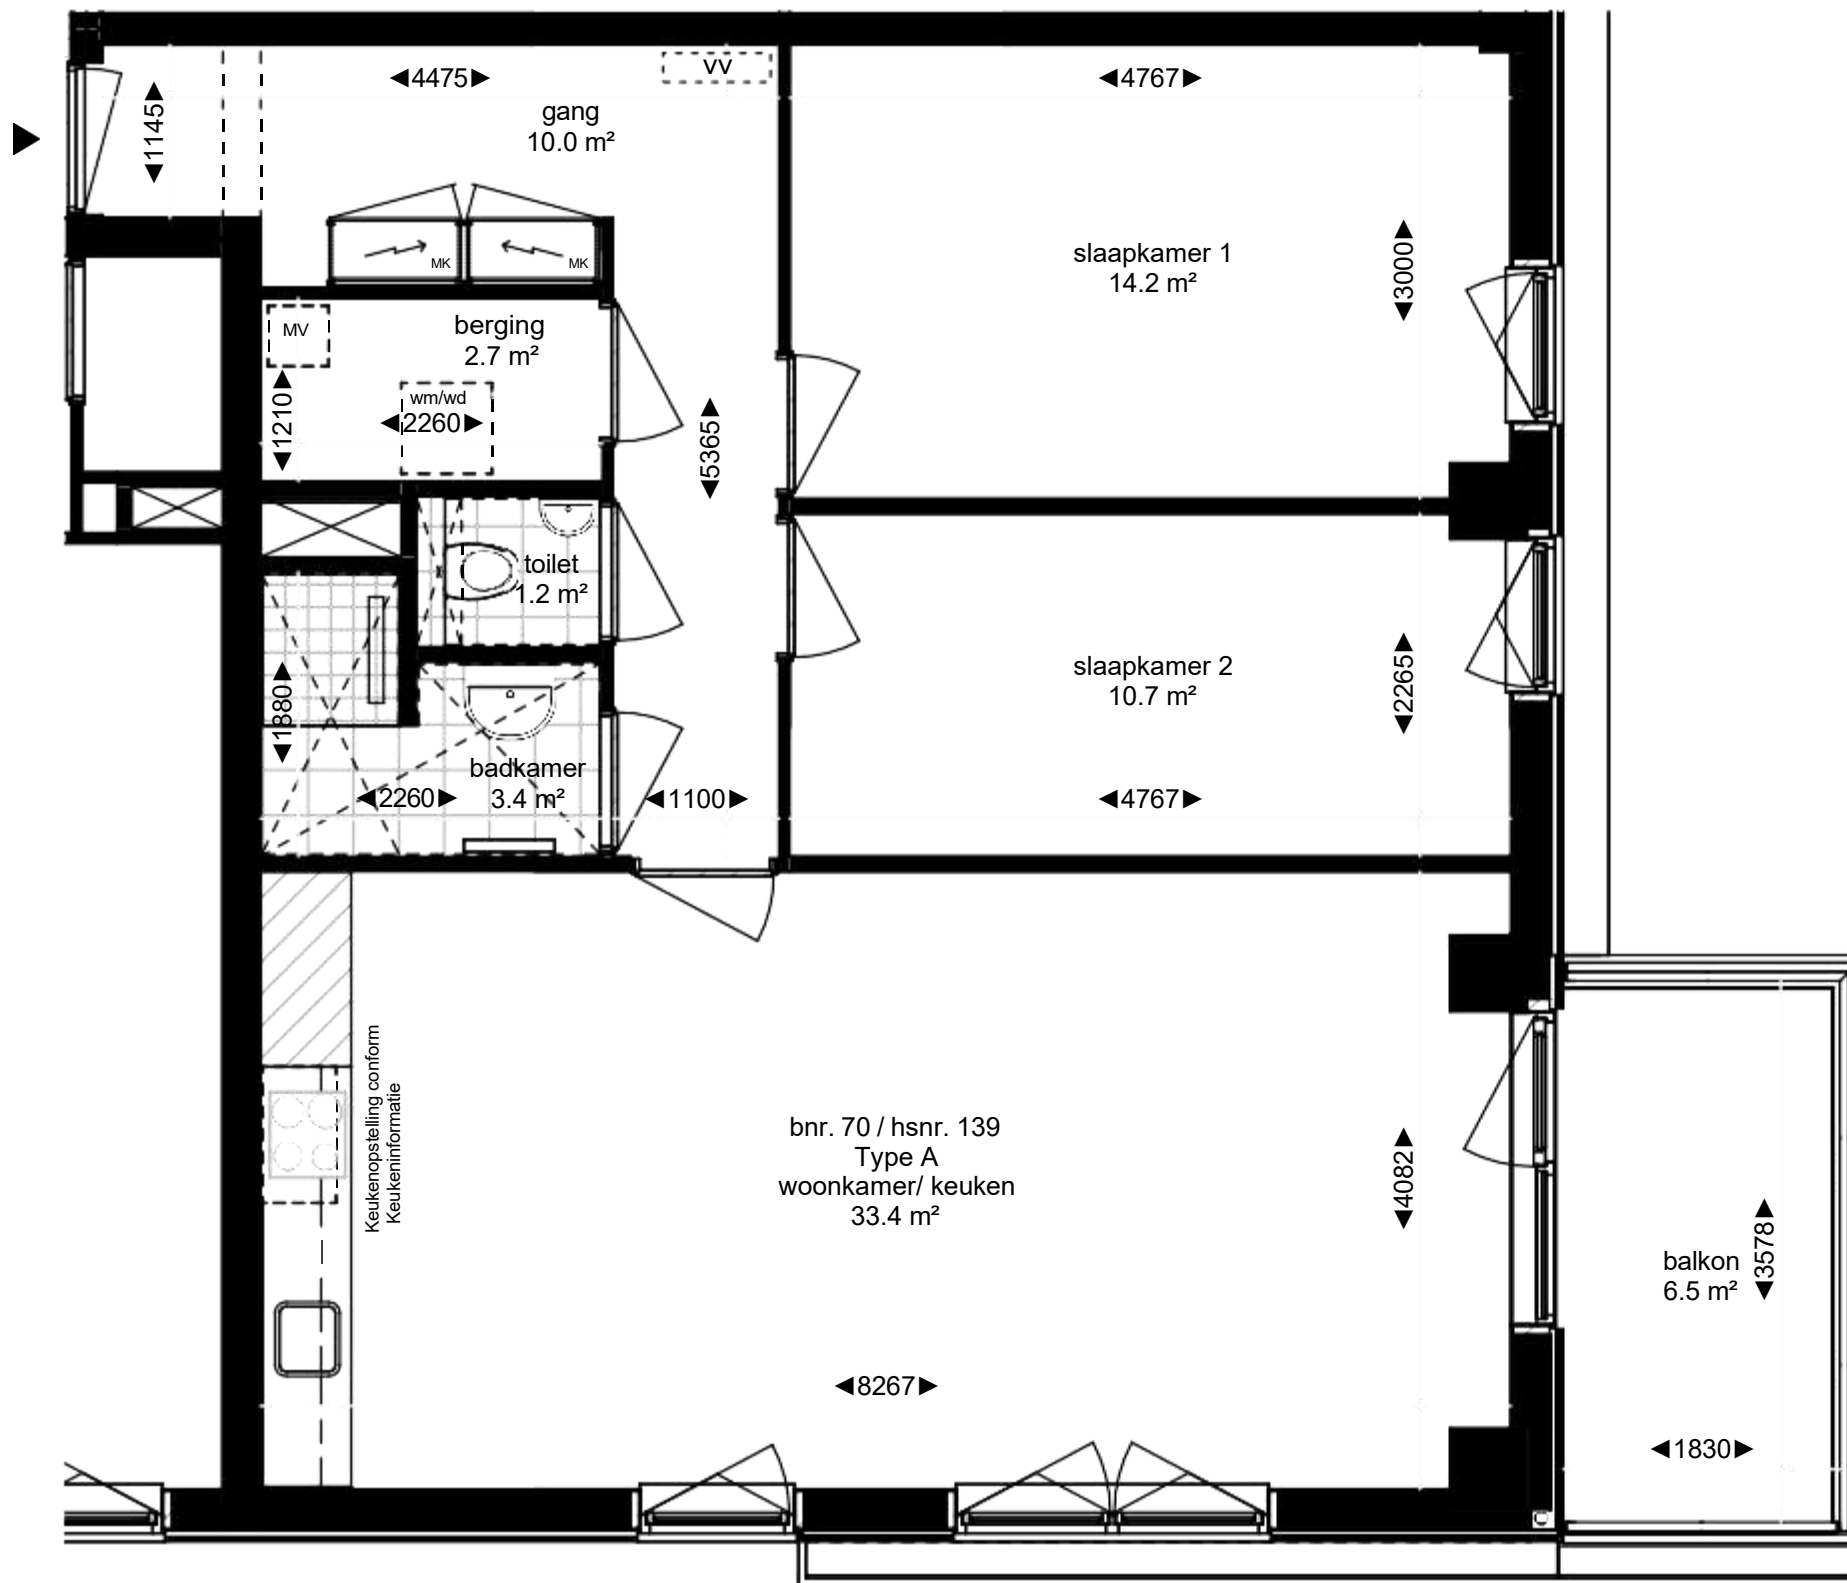 4475
VV
4767
1145
gang
10.0 m²
slaapkamer 1
14.2 m²
3000
MK
MK
MV
berging
2.7 m²
wm/wd
2260
1210
5365
toilet
1.2 m²
slaapkamer 2
10.7 m²
2265
1880
badkamer
3.4 m²
2260
1100
4767
Keukenopstelling conform
Keukeninformatie
bnr. 70 / hsnr. 139
Type A
woonkamer/ keuken
33.4 m²
4082
balkon
6.5 m²
3578
8267
1830